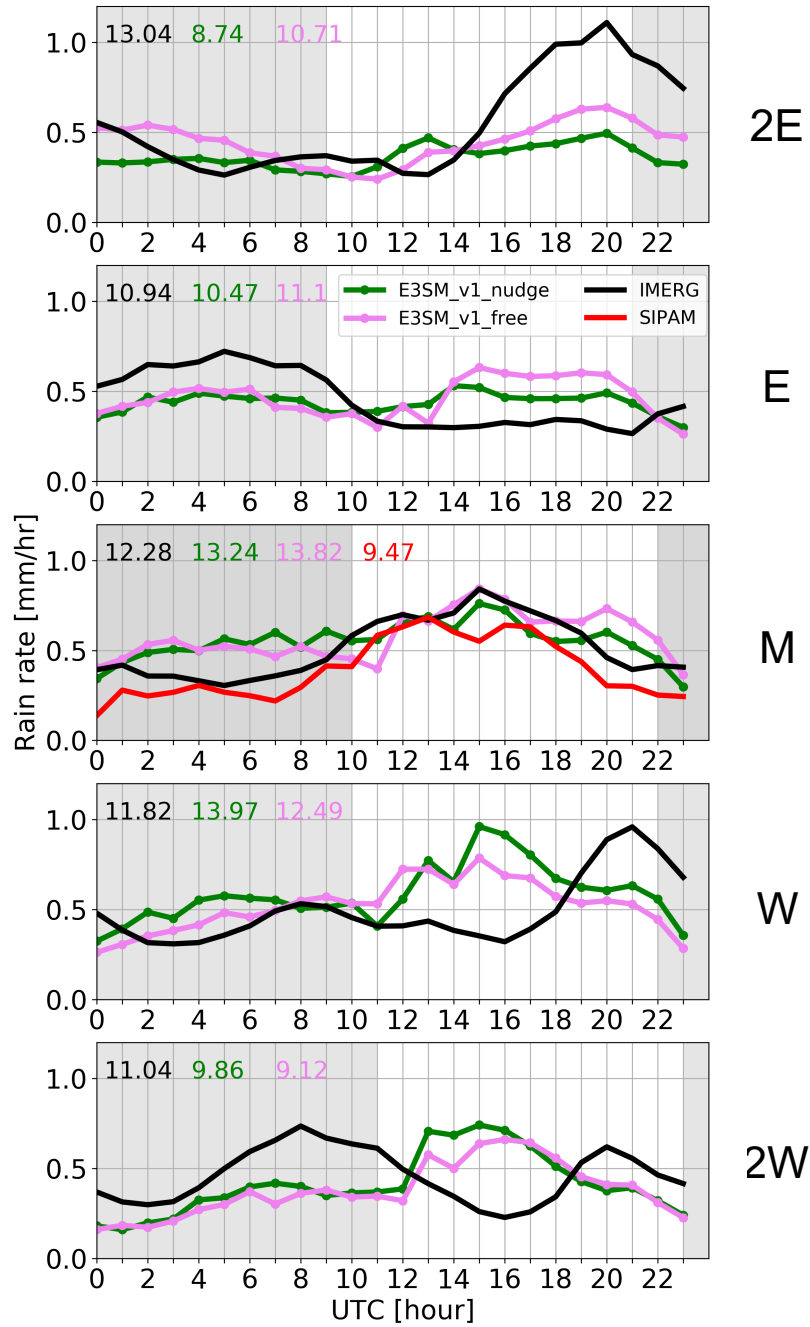 13.04 8.74 10.71
1.0
0.5
0.0
0 2 4 6 8 10 12 14 16 18 20 22
2E
10.94 10.47 11.1
E3SM_v1_nudge IMERG
E3SM_v1_free SIPAM
1.0
0.5
0.0
0 2 4 6 8 10 12 14 16 18 20 22
E
Rain rate [mm/hr]
12.28 13.24 13.82 9.47
1.0
0.5
0.0
0 2 4 6 8 10 12 14 16 18 20 22
M
11.82 13.97 12.49
1.0
0.5
0.0
0 2 4 6 8 10 12 14 16 18 20 22
W
11.04 9.86 9.12
1.0
0.5
0.0
0 2 4 6 8 10 12 14 16 18 20 22
2W
UTC [hour]